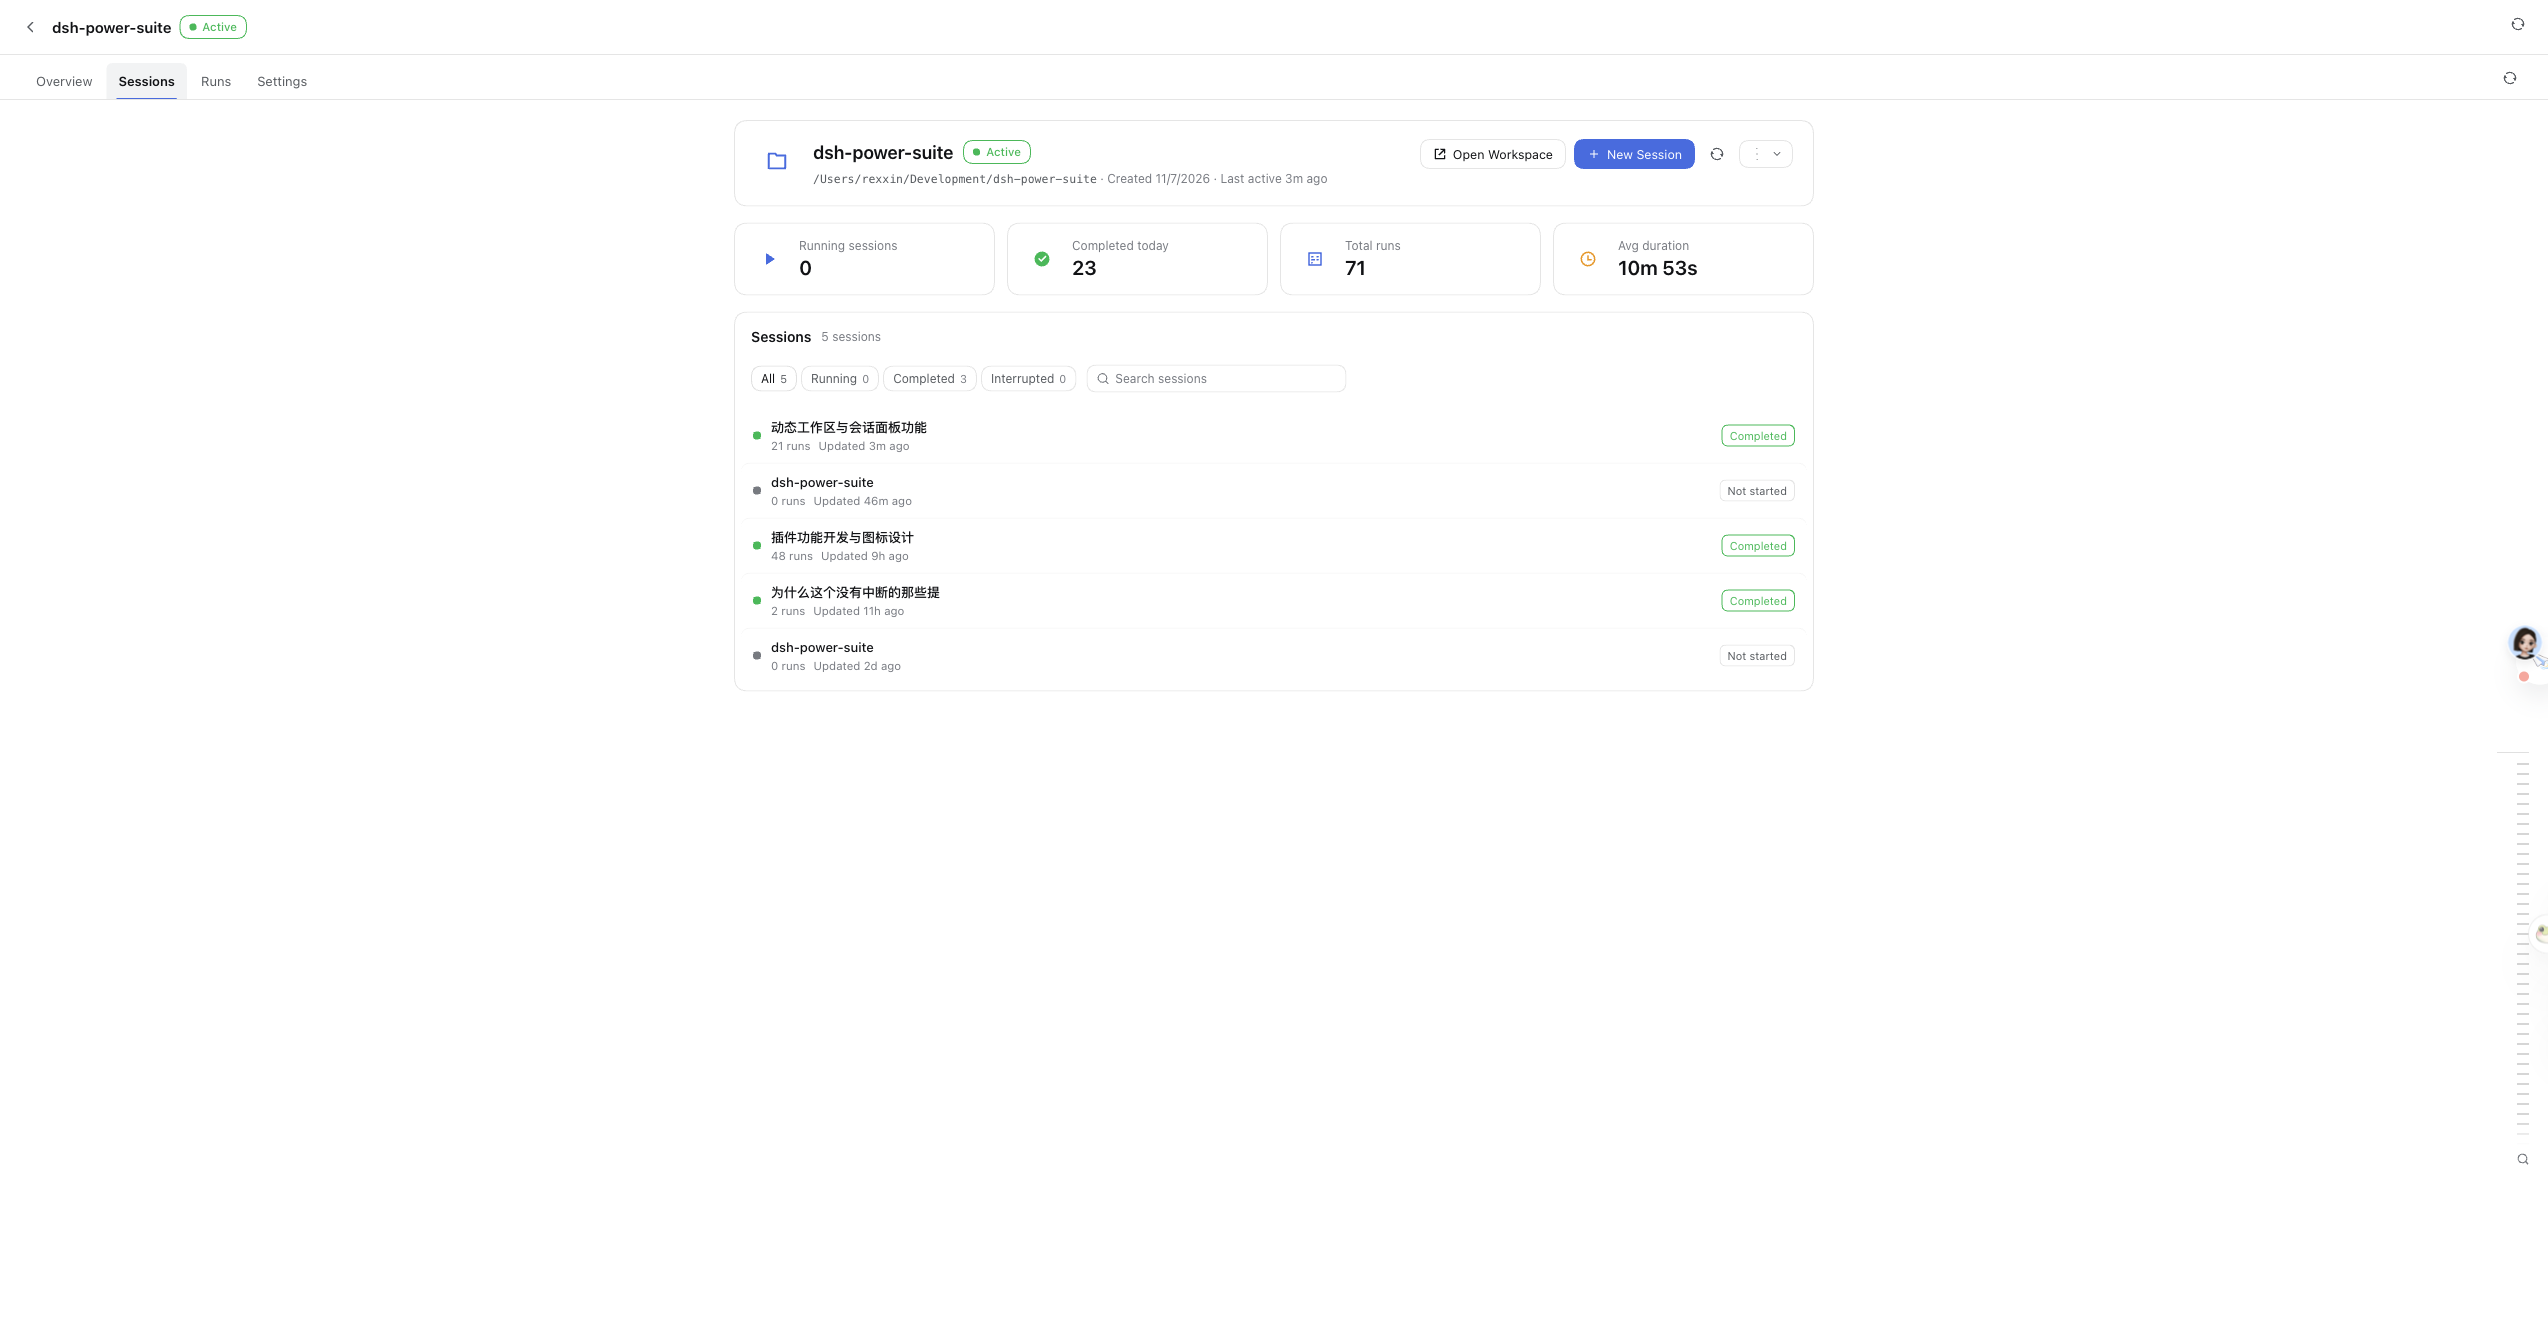 dsh-power-suite Active
Overview Sessions Runs Settings
dsh-power-suite Active
/Users/rexxin/Development/dsh-power-suite · Created 11/7/2026 · Last active 3m ago
Open Workspace
New Session
Running sessions
0
Completed today
23
Total runs
71
Avg duration
10m 53s
Sessions 5 sessions
All 5 Running 0 Completed 3 Interrupted 0 Search sessions
动态工作区与会话面板功能
21 runs Updated 3m ago
Completed
dsh-power-suite
0 runs Updated 46m ago
Not started
插件功能开发与图标设计
48 runs Updated 9h ago
Completed
为什么这个没有中断的那些提
2 runs Updated 11h ago
Completed
dsh-power-suite
0 runs Updated 2d ago
Not started